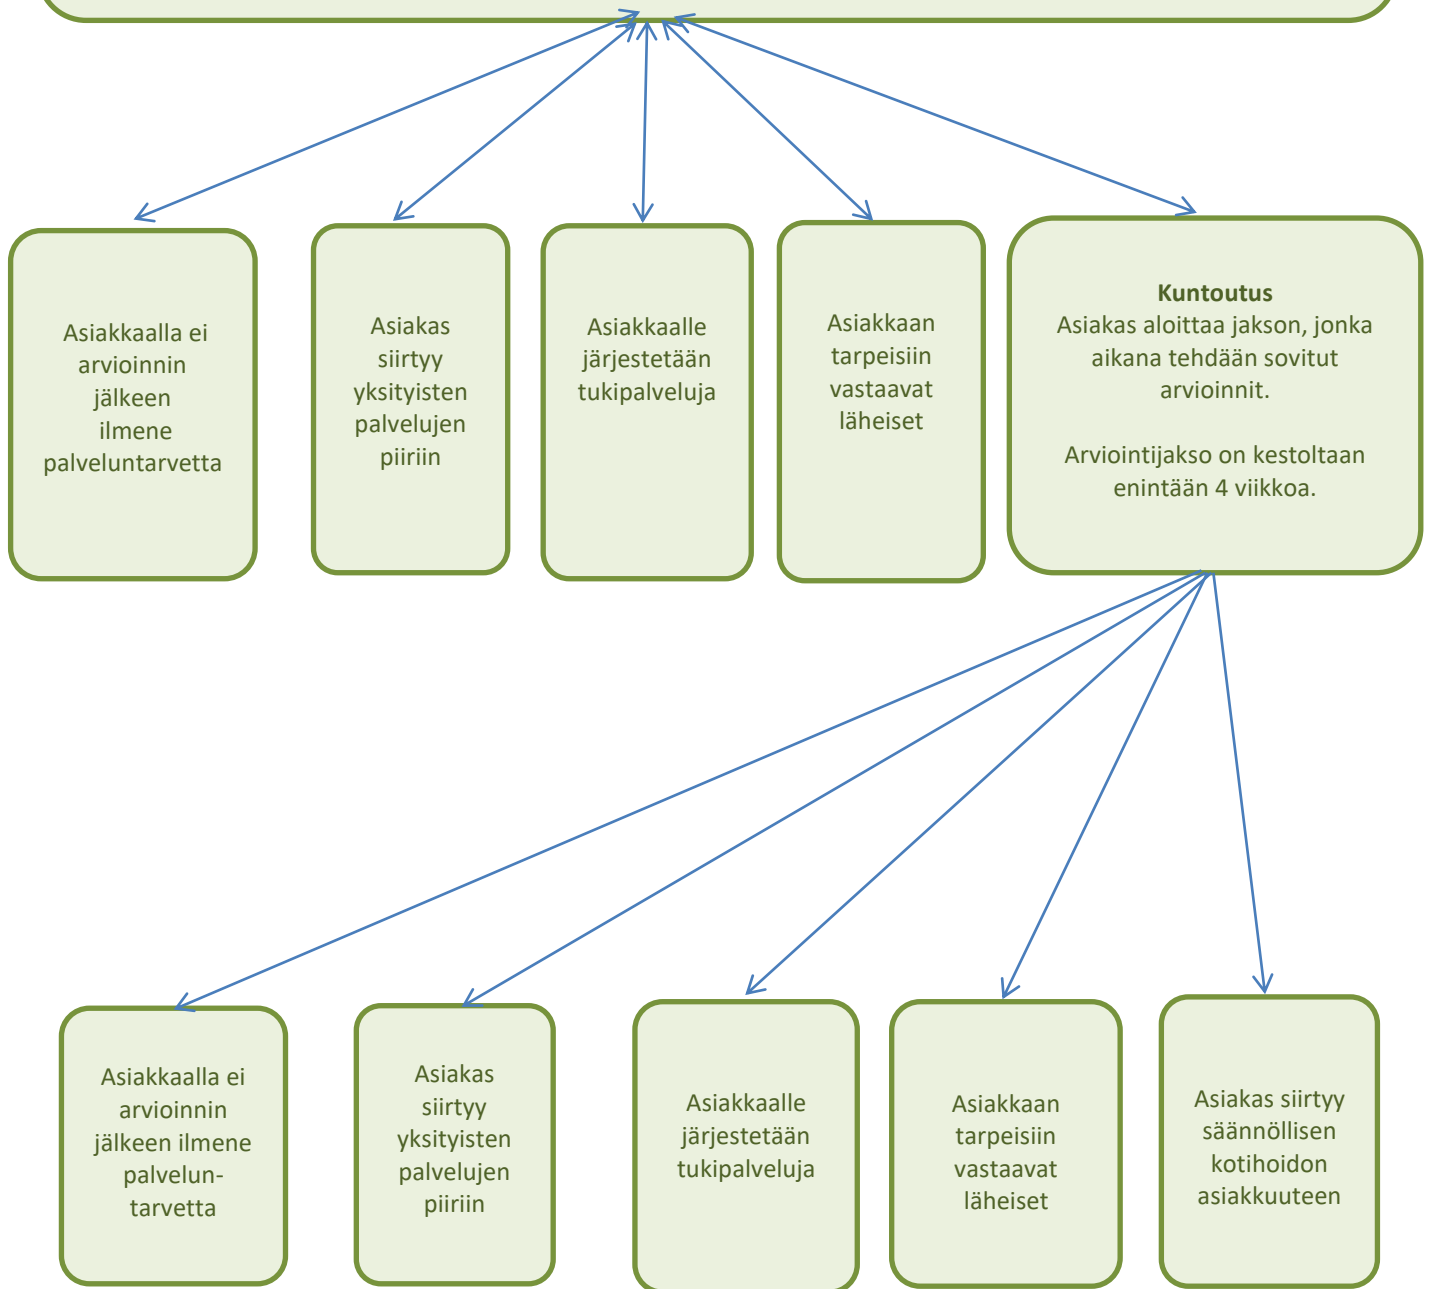 Asiakkaalla ei
arvioinnin
jälkeen
ilmene
palveluntarvetta
Asiakas
siirtyy
yksityisten
palvelujen
piiriin
Asiakkaalle
järjestetään
tukipalveluja
Asiakkaan
tarpeisiin
vastaavat
läheiset
Kuntoutus
Asiakas aloittaa jakson, jonka
aikana tehdään sovitut
arvioinnit.
Arviointijakso on kestoltaan
enintään 4 viikkoa.
Asiakkaalla ei
arvioinnin
jälkeen ilmene
palvelun-
tarvetta
Asiakas
siirtyy
yksityisten
palvelujen
piiriin
Asiakkaalle
järjestetään
tukipalveluja
Asiakkaan
tarpeisiin
vastaavat
läheiset
Asiakas siirtyy
säännöllisen
kotihoidon
asiakkuuteen